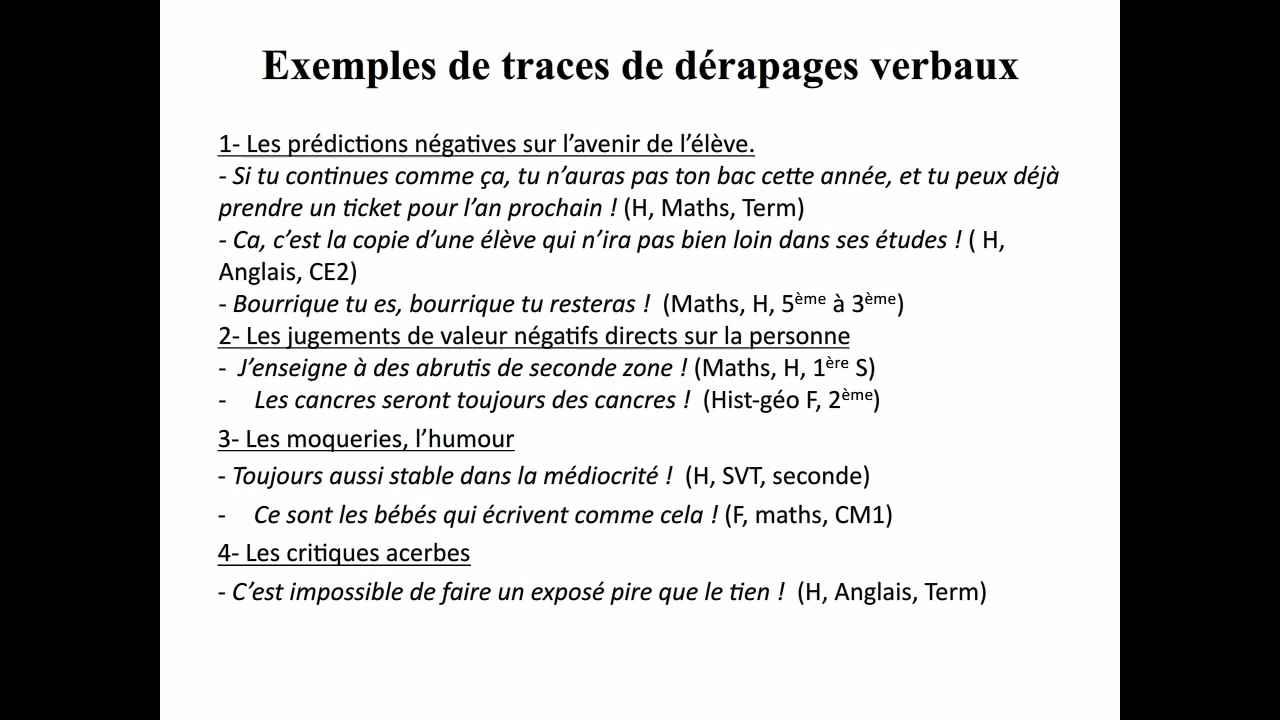 Exemples de traces de dérapages verbaux
1- Les prédictions négatives sur l’avenir de l’élève.
- Si tu continues comme ça, tu n’auras pas ton bac cette année, et tu peux déjà
prendre un ticket pour l’an prochain ! (H, Maths, Term)
- Ca, c’est la copie d’une élève qui n’ira pas bien loin dans ses études ! ( H,
Anglais, CE2)
- Bourrique tu es, bourrique tu resteras ! (Maths, H, 5ème à 3ème)
2- Les jugements de valeur négatifs directs sur la personne
- J’enseigne à des abrutis de seconde zone ! (Maths, H, 1ère S)
- Les cancres seront toujours des cancres ! (Hist-géo F, 2ème)
3- Les moqueries, l’humour
- Toujours aussi stable dans la médiocrité ! (H, SVT, seconde)
- Ce sont les bébés qui écrivent comme cela ! (F, maths, CM1)
4- Les critiques acerbes
- C’est impossible de faire un exposé pire que le tien ! (H, Anglais, Term)